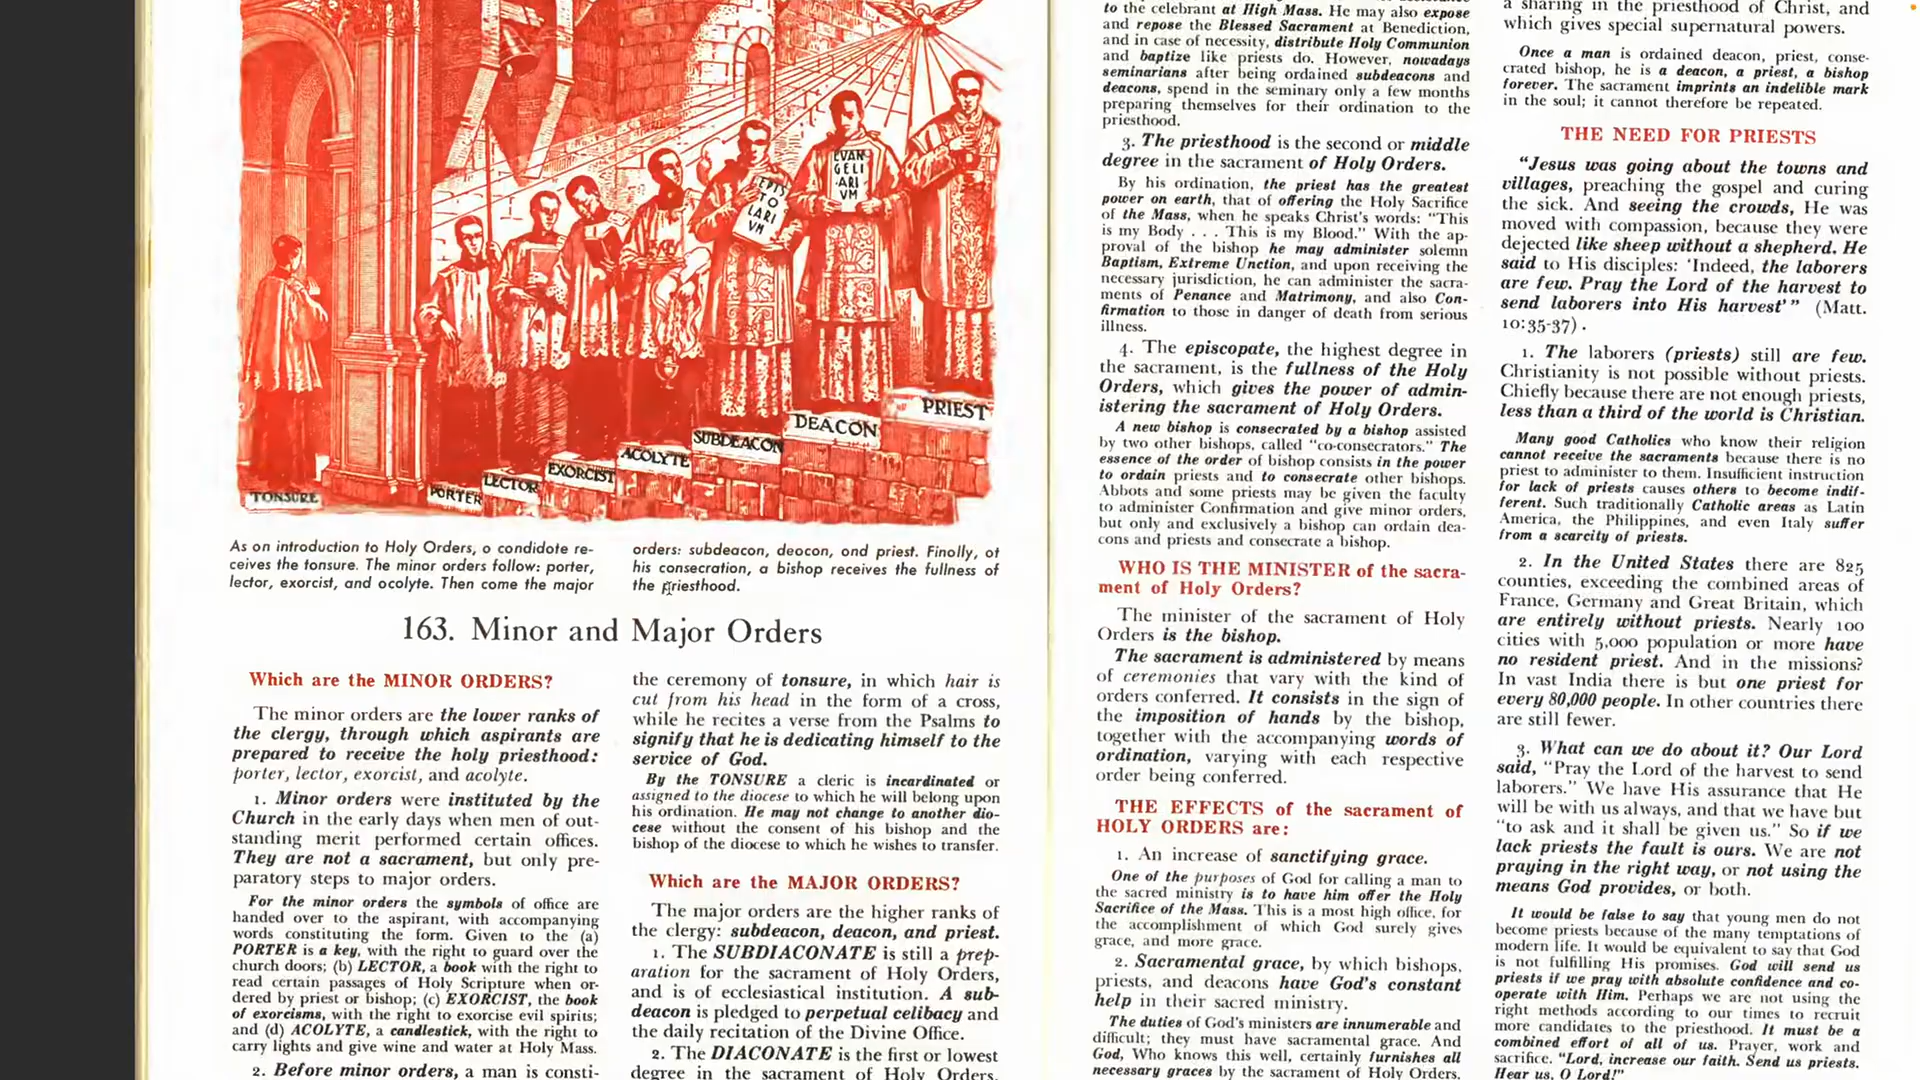 EPIS
TO
LARI
VM
EVAN
GELI
ARI
VM
TONSURE
PORTER
LECTOR
EXORCIST
ACOLYTE
SUBDEACON
DEACON
PRIEST
As on introduction to Holy Orders, o condidote re-
ceives the tonsure. The minor orders follow: porter,
lector, exorcist, and ocolyte. Then come the major
orders: subdeacon, deocon, ond priest. Finolly, ot
his consecration, a bishop receives the fullness of
the priesthood.
163. Minor and Major Orders
Which are the MINOR ORDERS?
The minor orders are the lower ranks of
the clergy, through which aspirants are
prepared to receive the holy priesthood:
porter, lector, exorcist, and acolyte.
1. Minor orders were instituted by the
Church in the early days when men of out-
standing merit performed certain offices.
They are not a sacrament, but only pre-
paratory steps to major orders.
For the minor orders the symbols of office are
handed over to the aspirant, with accompanying
words constituting the form. Given to the (a)
PORTER is a key, with the right to guard over the
church doors; (b) LECTOR, a book with the right to
read certain passages of Holy Scripture when or-
dered by priest or bishop; (c) EXORCIST, the book
of exorcisms, with the right to exorcise evil spirits;
and (d) ACOLYTE, a candlestick, with the right to
carry lights and give wine and water at Holy Mass.
2. Before minor orders, a man is consti-
the ceremony of tonsure, in which hair is
cut from his head in the form of a cross,
while he recites a verse from the Psalms to
signify that he is dedicating himself to the
service of God.
By the TONSURE a cleric is incardinated or
assigned to the diocese to which he will belong upon
his ordination. He may not change to another dio-
cese without the consent of his bishop and the
bishop of the diocese to which he wishes to transfer.
Which are the MAJOR ORDERS?
The major orders are the higher ranks of
the clergy: subdeacon, deacon, and priest.
1. The SUBDIACONATE is still a prep-
aration for the sacrament of Holy Orders,
and is of ecclesiastical institution. A sub-
deacon is pledged to perpetual celibacy and
the daily recitation of the Divine Office.
2. The DIACONATE is the first or lowest
degree in the sacrament of Holy Orders.
to the celebrant at High Mass. He may also expose
and repose the Blessed Sacrament at Benediction,
and in case of necessity, distribute Holy Communion
and baptize like priests do. However, nowadays
seminarians after being ordained subdeacons and
deacons, spend in the seminary only a few months
preparing themselves for their ordination to the
priesthood.
3. The priesthood is the second or middle
degree in the sacrament of Holy Orders.
By his ordination, the priest has the greatest
power on earth, that of offering the Holy Sacrifice
of the Mass, when he speaks Christ's words: "This
is my Body . . . This is my Blood." With the ap-
proval of the bishop he may administer solemn
Baptism, Extreme Unction, and upon receiving the
necessary jurisdiction, he can administer the sacra-
ments of Penance and Matrimony, and also Con-
firmation to those in danger of death from serious
illness.
4. The episcopate, the highest degree in
the sacrament, is the fullness of the Holy
Orders, which gives the power of admin-
istering the sacrament of Holy Orders.
A new bishop is consecrated by a bishop assisted
by two other bishops, called "co-consecrators." The
essence of the order of bishop consists in the power
to ordain priests and to consecrate other bishops.
Abbots and some priests may be given the faculty
to administer Confirmation and give minor orders,
but only and exclusively a bishop can ordain dea-
cons and priests and consecrate a bishop.
WHO IS THE MINISTER of the sacra-
ment of Holy Orders?
The minister of the sacrament of Holy
Orders is the bishop.
The sacrament is administered by means
of ceremonies that vary with the kind of
orders conferred. It consists in the sign of
the imposition of hands by the bishop,
together with the accompanying words of
ordination, varying with each respective
order being conferred.
THE EFFECTS of the sacrament of
HOLY ORDERS are:
1. An increase of sanctifying grace.
One of the purposes of God for calling a man to
the sacred ministry is to have him offer the Holy
Sacrifice of the Mass. This is a most high office, for
the accomplishment of which God surely gives
grace, and more grace.
2. Sacramental grace, by which bishops,
priests, and deacons have God's constant
help in their sacred ministry.
The duties of God's ministers are innumerable and
difficult; they must have sacramental grace. And
God, Who knows this well, certainly furnishes all
necessary graces by the sacrament of Holy Orders.
a sharing in the priesthood of Christ, and
which gives special supernatural powers.
Once a man is ordained deacon, priest, conse-
crated bishop, he is a deacon, a priest, a bishop
forever. The sacrament imprints an indelible mark
in the soul; it cannot therefore be repeated.
THE NEED FOR PRIESTS
"Jesus was going about the towns and
villages, preaching the gospel and curing
the sick. And seeing the crowds, He was
moved with compassion, because they were
dejected like sheep without a shepherd. He
said to His disciples: 'Indeed, the laborers
are few. Pray the Lord of the harvest to
send laborers into His harvest'" (Matt.
10:35-37).
1. The laborers (priests) still are few.
Christianity is not possible without priests.
Chiefly because there are not enough priests,
less than a third of the world is Christian.
Many good Catholics who know their religion
cannot receive the sacraments because there is no
priest to administer to them. Insufficient instruction
for lack of priests causes others to become indif-
ferent. Such traditionally Catholic areas as Latin
America, the Philippines, and even Italy suffer
from a scarcity of priests.
2. In the United States there are 825
counties, exceeding the combined areas of
France, Germany and Great Britain, which
are entirely without priests. Nearly 100
cities with 5,000 population or more have
no resident priest. And in the missions?
In vast India there is but one priest for
every 80,000 people. In other countries there
are still fewer.
3. What can we do about it? Our Lord
said, "Pray the Lord of the harvest to send
laborers." We have His assurance that He
will be with us always, and that we have but
"to ask and it shall be given us." So if we
lack priests the fault is ours. We are not
praying in the right way, or not using the
means God provides, or both.
It would be false to say that young men do not
become priests because of the many temptations of
modern life. It would be equivalent to say that God
is not fulfilling His promises. God will send us
priests if we pray with absolute confidence and co-
operate with Him. Perhaps we are not using the
right methods according to our times to recruit
more candidates to the priesthood. It must be a
combined effort of all of us. Prayer, work and
sacrifice. "Lord, increase our faith. Send us priests.
Hear us, O Lord!"